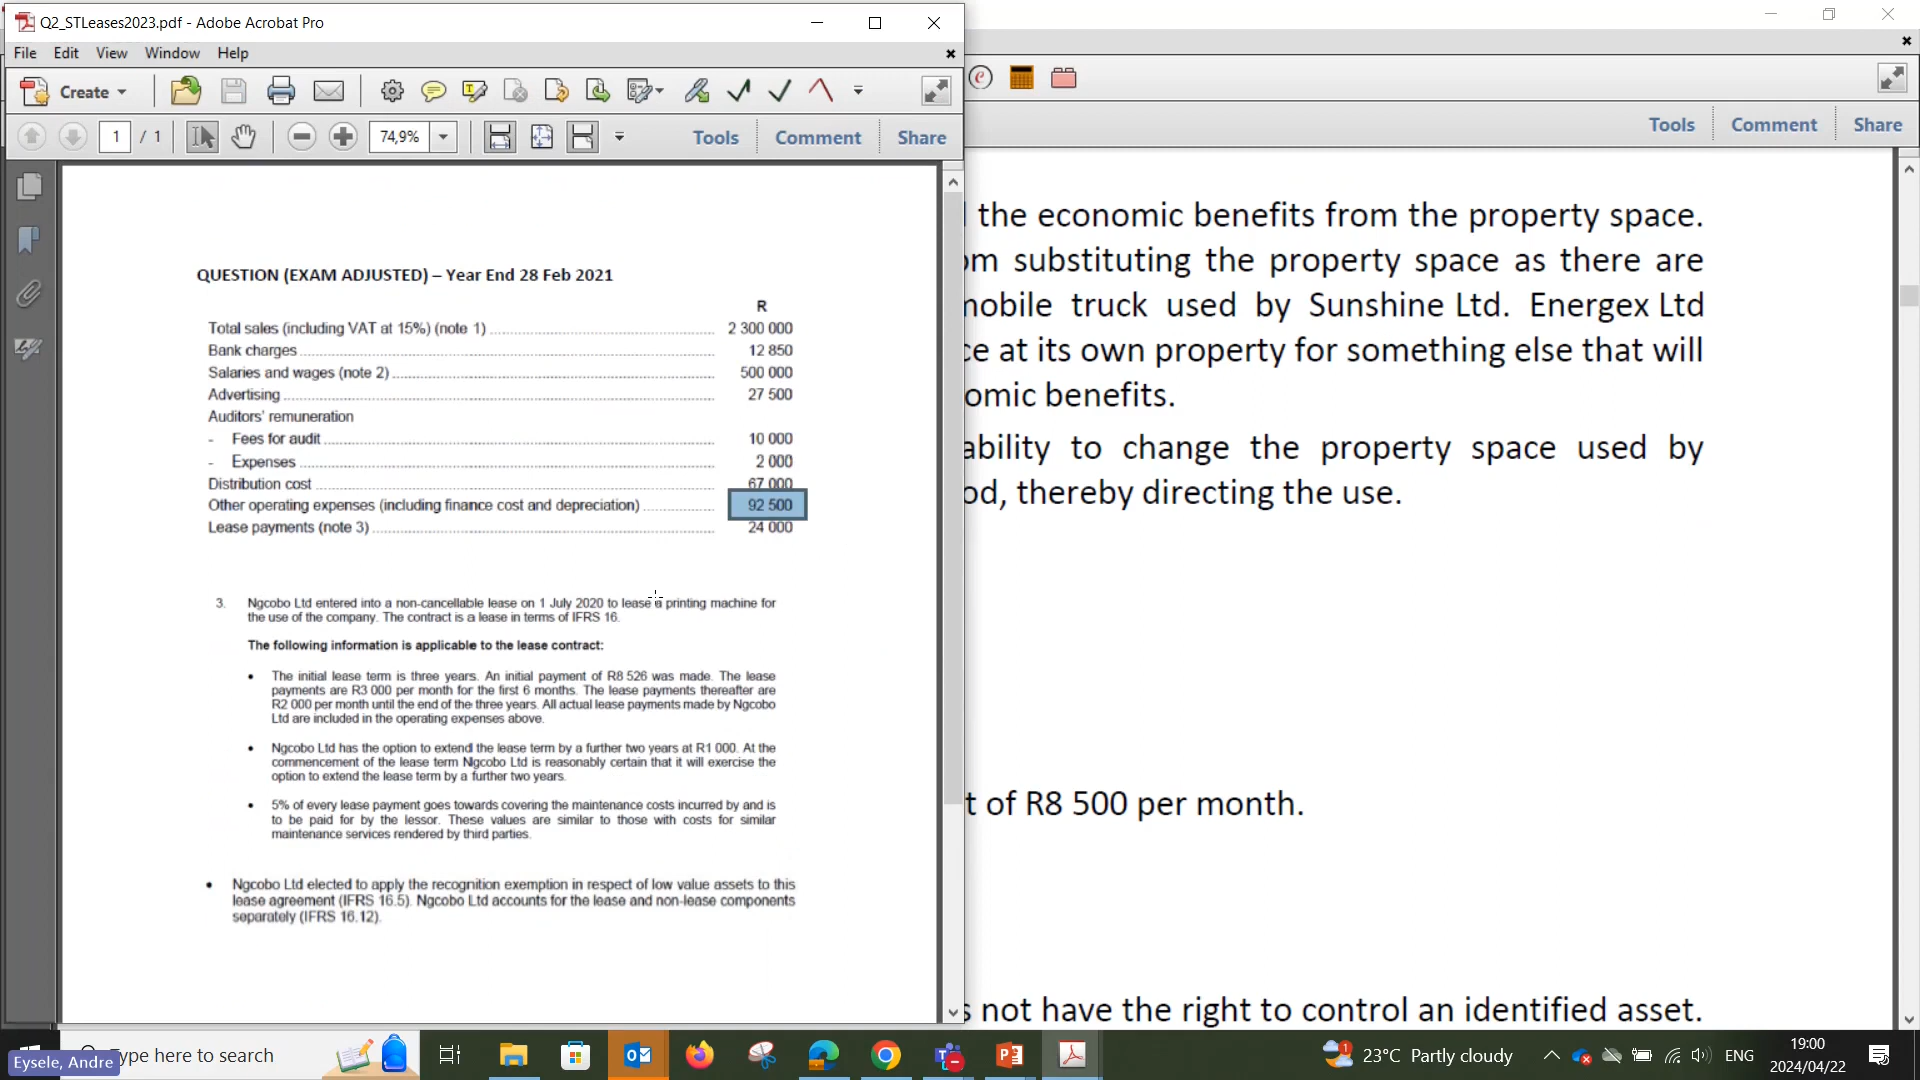 Q2_STLeases2023.pdf - Adobe Acrobat Pro
File Edit View Window Help
Create
1 / 1 74,9% Tools Comment Share
Tools Comment Share
QUESTION (EXAM ADJUSTED) – Year End 28 Feb 2021
R
Total sales (including VAT at 15%) (note 1) 2 300 000
Bank charges 12 850
Salaries and wages (note 2) 500 000
Advertising 27 500
Auditors' remuneration
- Fees for audit 10 000
- Expenses 2 000
Distribution cost 67 000
Other operating expenses (including finance cost and depreciation) 92 500
Lease payments (note 3) 24 000
3. Ngcobo Ltd entered into a non-cancellable lease on 1 July 2020 to lease a printing machine for
the use of the company. The contract is a lease in terms of IFRS 16.
The following information is applicable to the lease contract:
• The initial lease term is three years. An initial payment of R8 526 was made. The lease
payments are R3 000 per month for the first 6 months. The lease payments thereafter are
R2 000 per month until the end of the three years. All actual lease payments made by Ngcobo
Ltd are included in the operating expenses above.
• Ngcobo Ltd has the option to extend the lease term by a further two years at R1 000. At the
commencement of the lease term Ngcobo Ltd is reasonably certain that it will exercise the
option to extend the lease term by a further two years.
• 5% of every lease payment goes towards covering the maintenance costs incurred by and is
to be paid for by the lessor. These values are similar to those with costs for similar
maintenance services rendered by third parties.
• Ngcobo Ltd elected to apply the recognition exemption in respect of low value assets to this
lease agreement (IFRS 16.5). Ngcobo Ltd accounts for the lease and non-lease components
separately (IFRS 16.12).
the economic benefits from the property space.
om substituting the property space as there are
mobile truck used by Sunshine Ltd. Energex Ltd
ce at its own property for something else that will
omic benefits.
ability to change the property space used by
od, thereby directing the use.
t of R8 500 per month.
s not have the right to control an identified asset.
Type here to search
Eysele, Andre
23°C Partly cloudy
ENG
19:00
2024/04/22